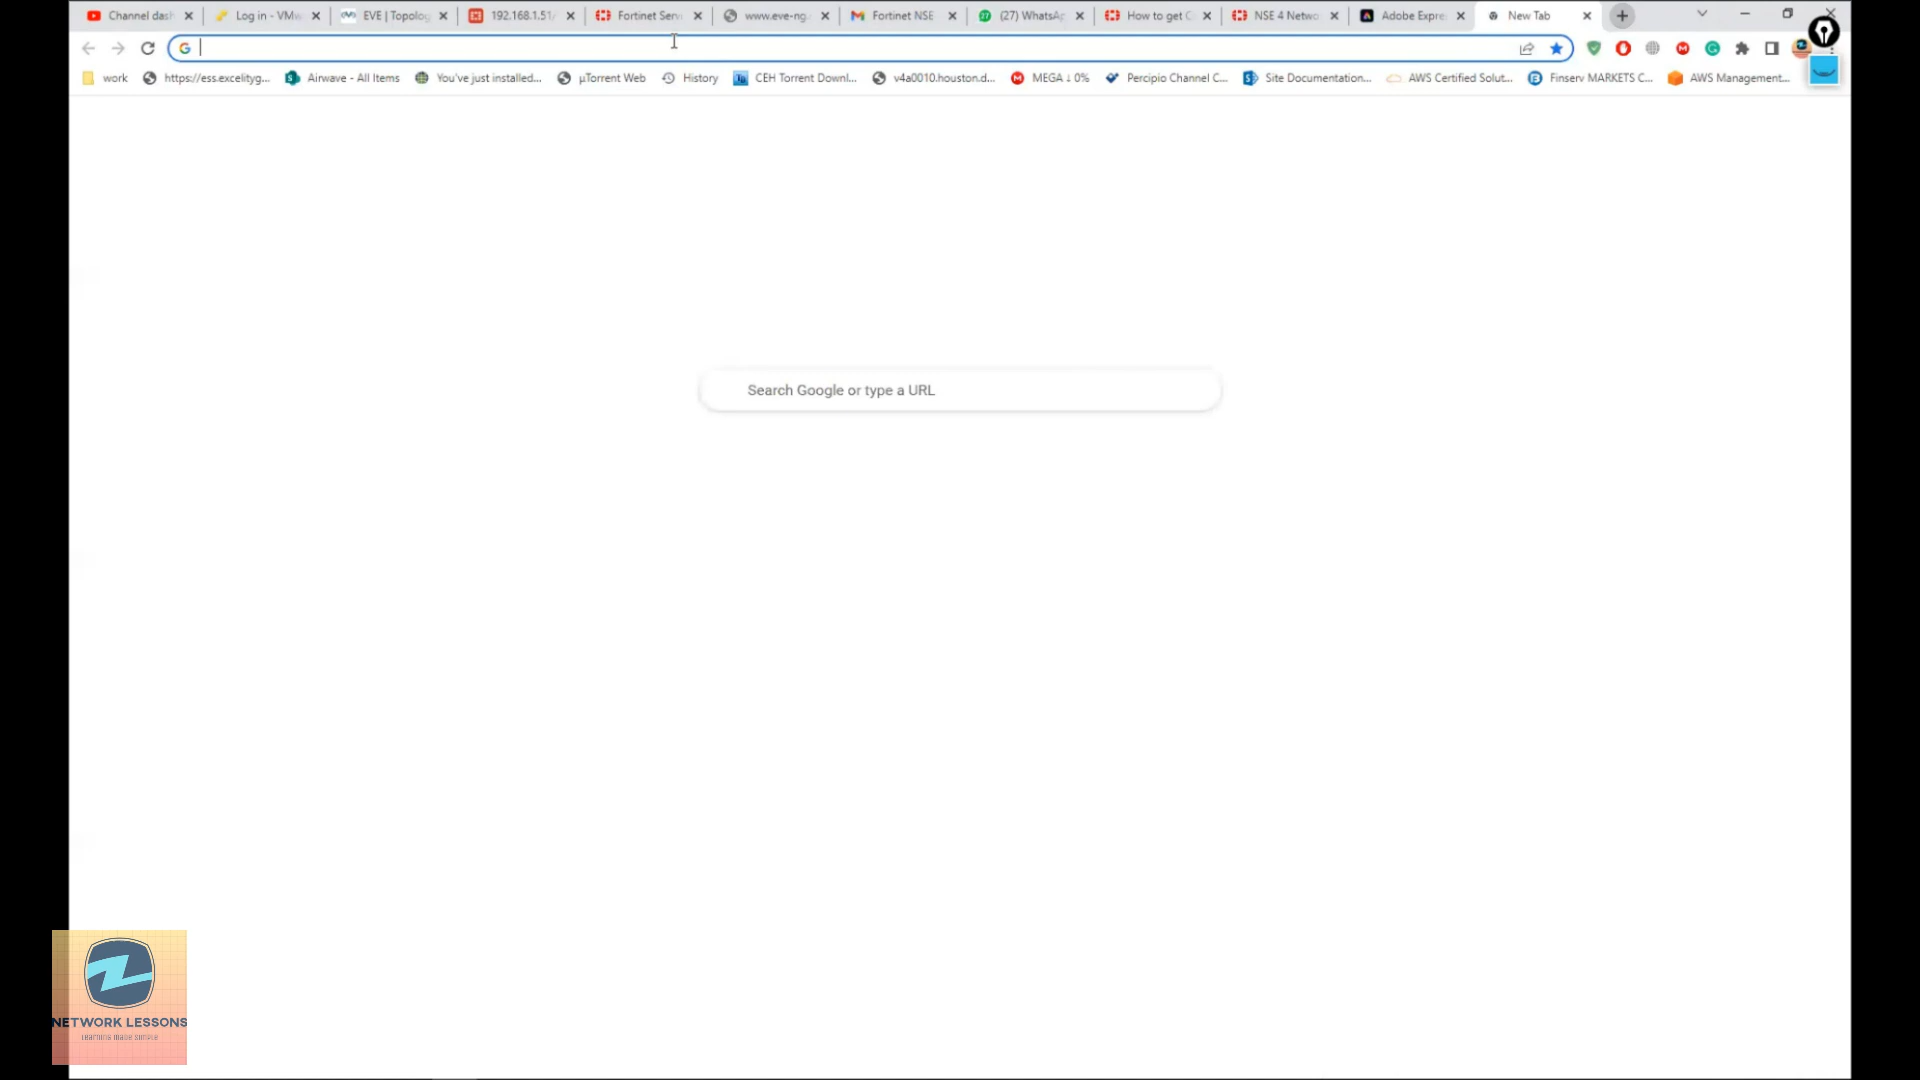 Channel dash
Log in - VMw
EVE | Topolog
192.168.1.51/
Fortinet Serv
www.eve-ng.
Fortinet NSE
(27) WhatsAp
How to get C
NSE 4 Netwo
Adobe Expre
New Tab
work
https://ess.excelityg...
Airwave - All Items
You've just installed...
µTorrent Web
History
CEH Torrent Downl...
v4a0010.houston.d...
MEGA ↓ 0%
Percipio Channel C...
Site Documentation...
AWS Certified Solut...
Finserv MARKETS C...
AWS Management...
Search Google or type a URL
NETWORK LESSONS
LEARNING MADE SIMPLE